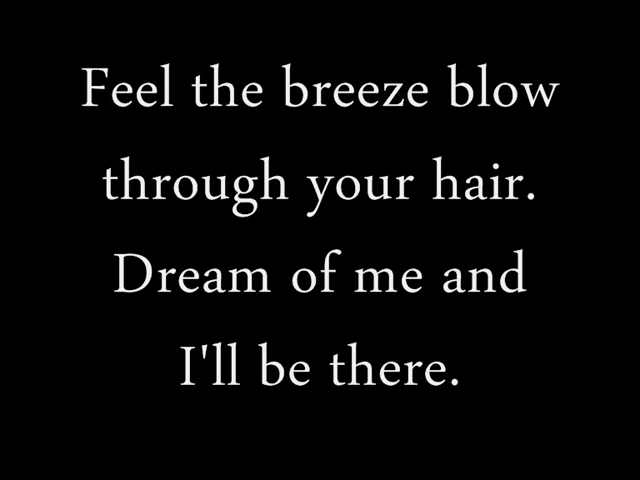 Feel the breeze blow
through your hair.
Dream of me and
I'll be there.